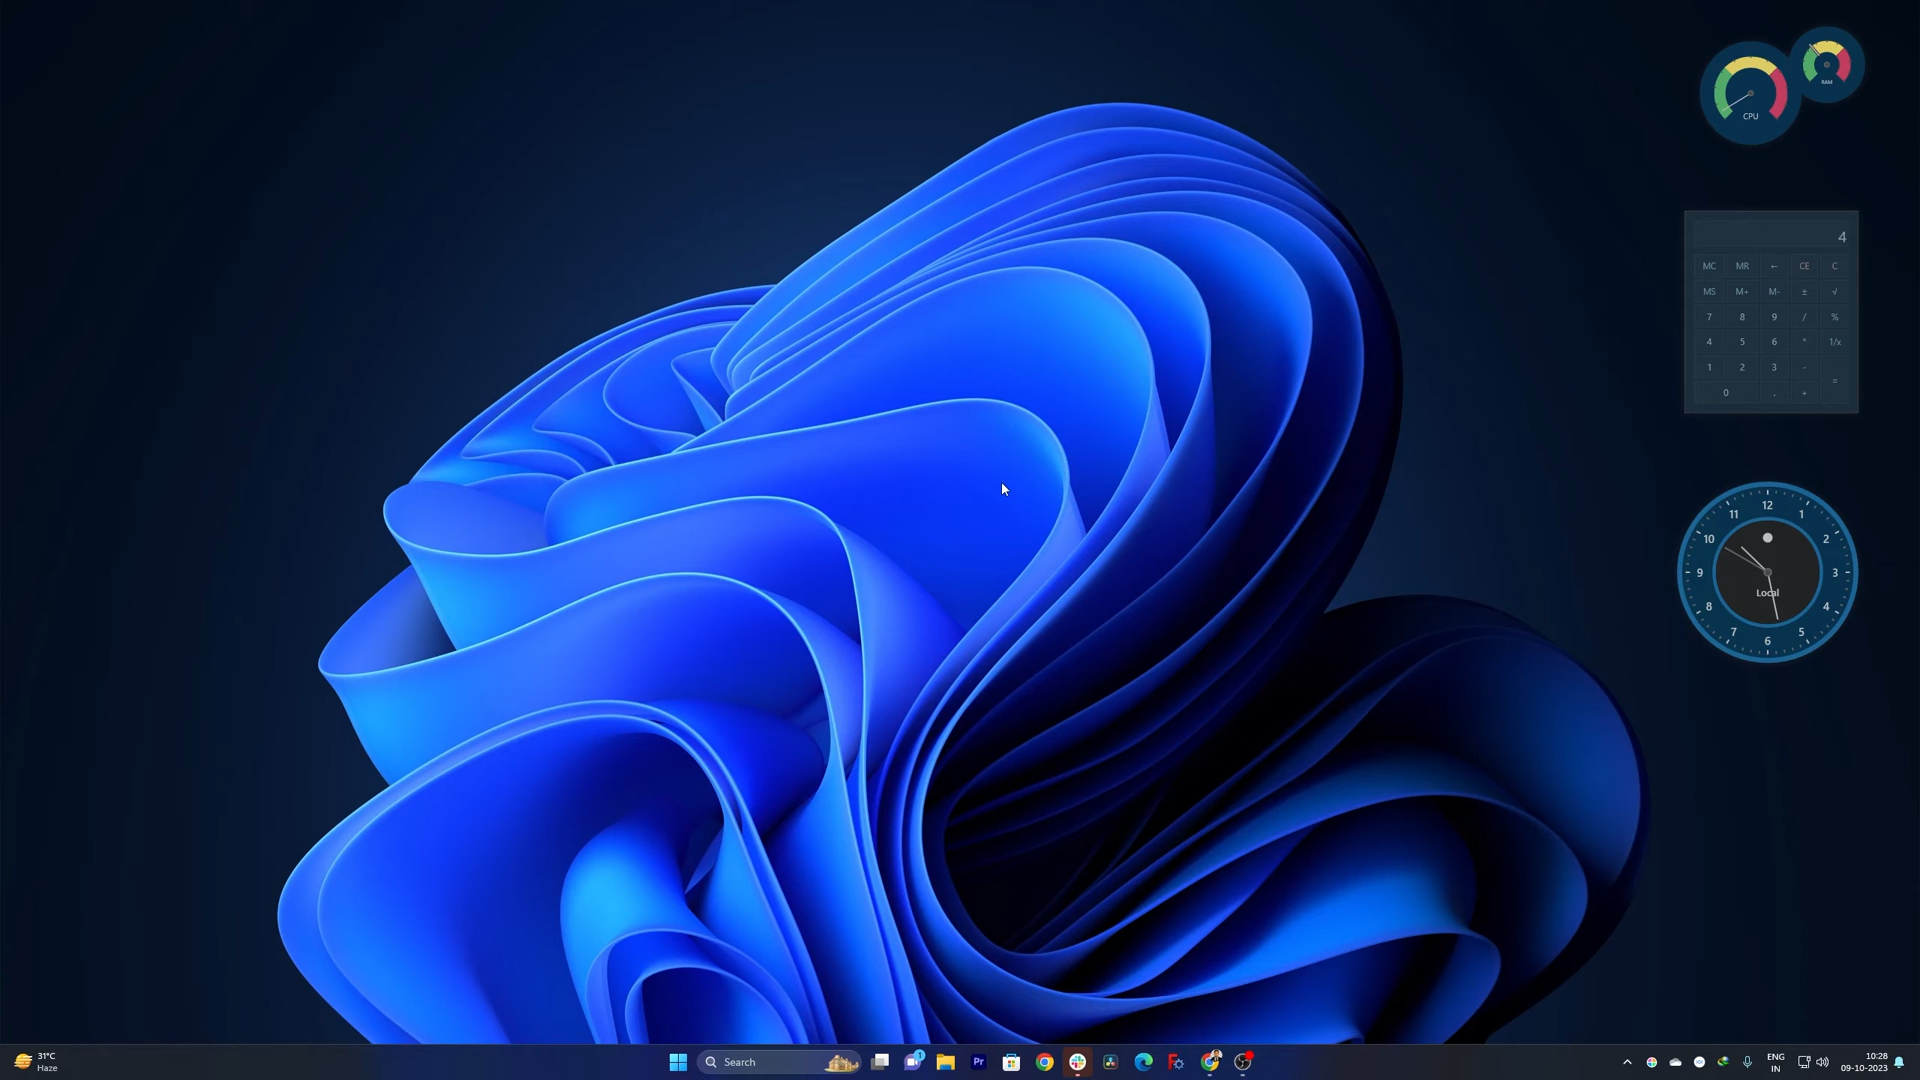 CPU
RAM
4
MC MR ← CE C
MS M+ M- ± √
7 8 9 / %
4 5 6 * 1/x
1 2 3 - =
0 . +
12
11 1
10 2
9 3
Local
8 4
7 5
6
31°C
Haze
Search
1
Pr
ENG
IN
10:28
09-10-2023